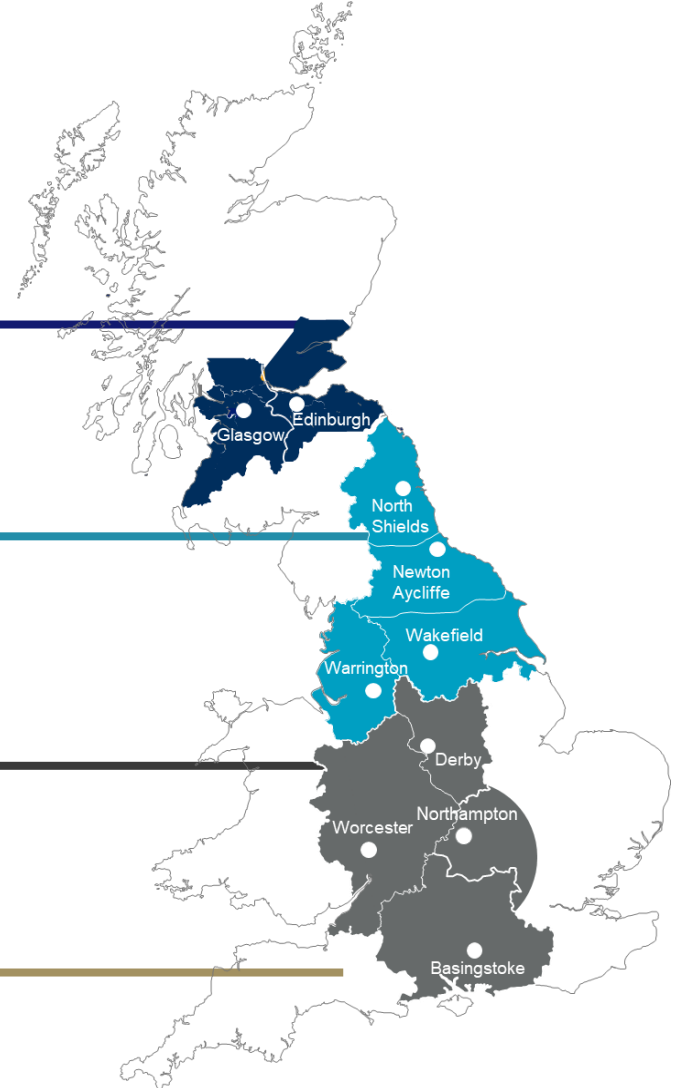 Edinburgh
Glasgow
North
Shields
Newton
Aycliffe
Wakefield
Warrington
Derby
Northampton
Worcester
Basingstoke